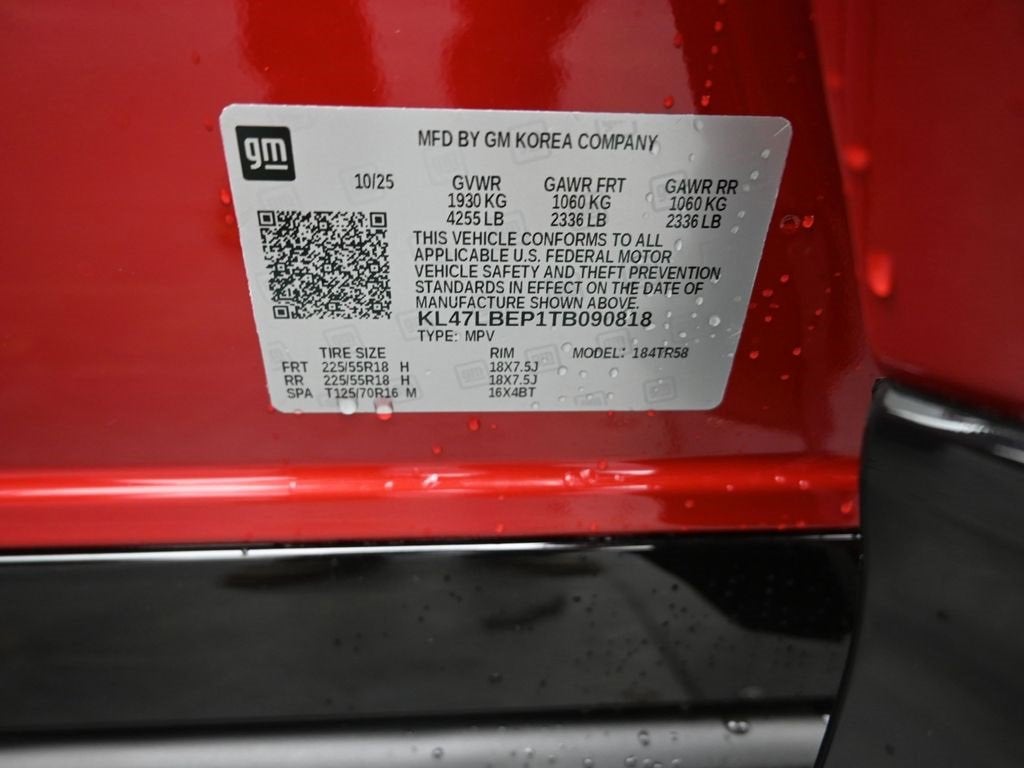 gm
MFD BY GM KOREA COMPANY
10/25 GVWR GAWR FRT GAWR RR
1930 KG 1060 KG 1060 KG
4255 LB 2336 LB 2336 LB
THIS VEHICLE CONFORMS TO ALL
APPLICABLE U.S. FEDERAL MOTOR
VEHICLE SAFETY AND THEFT PREVENTION
STANDARDS IN EFFECT ON THE DATE OF
MANUFACTURE SHOWN ABOVE.
KL47LBEP1TB090818
TYPE: MPV
TIRE SIZE RIM MODEL: 184TR58
FRT 225/55R18 H 18X7.5J
RR 225/55R18 H 18X7.5J
SPA T125/70R16 M 16X4BT